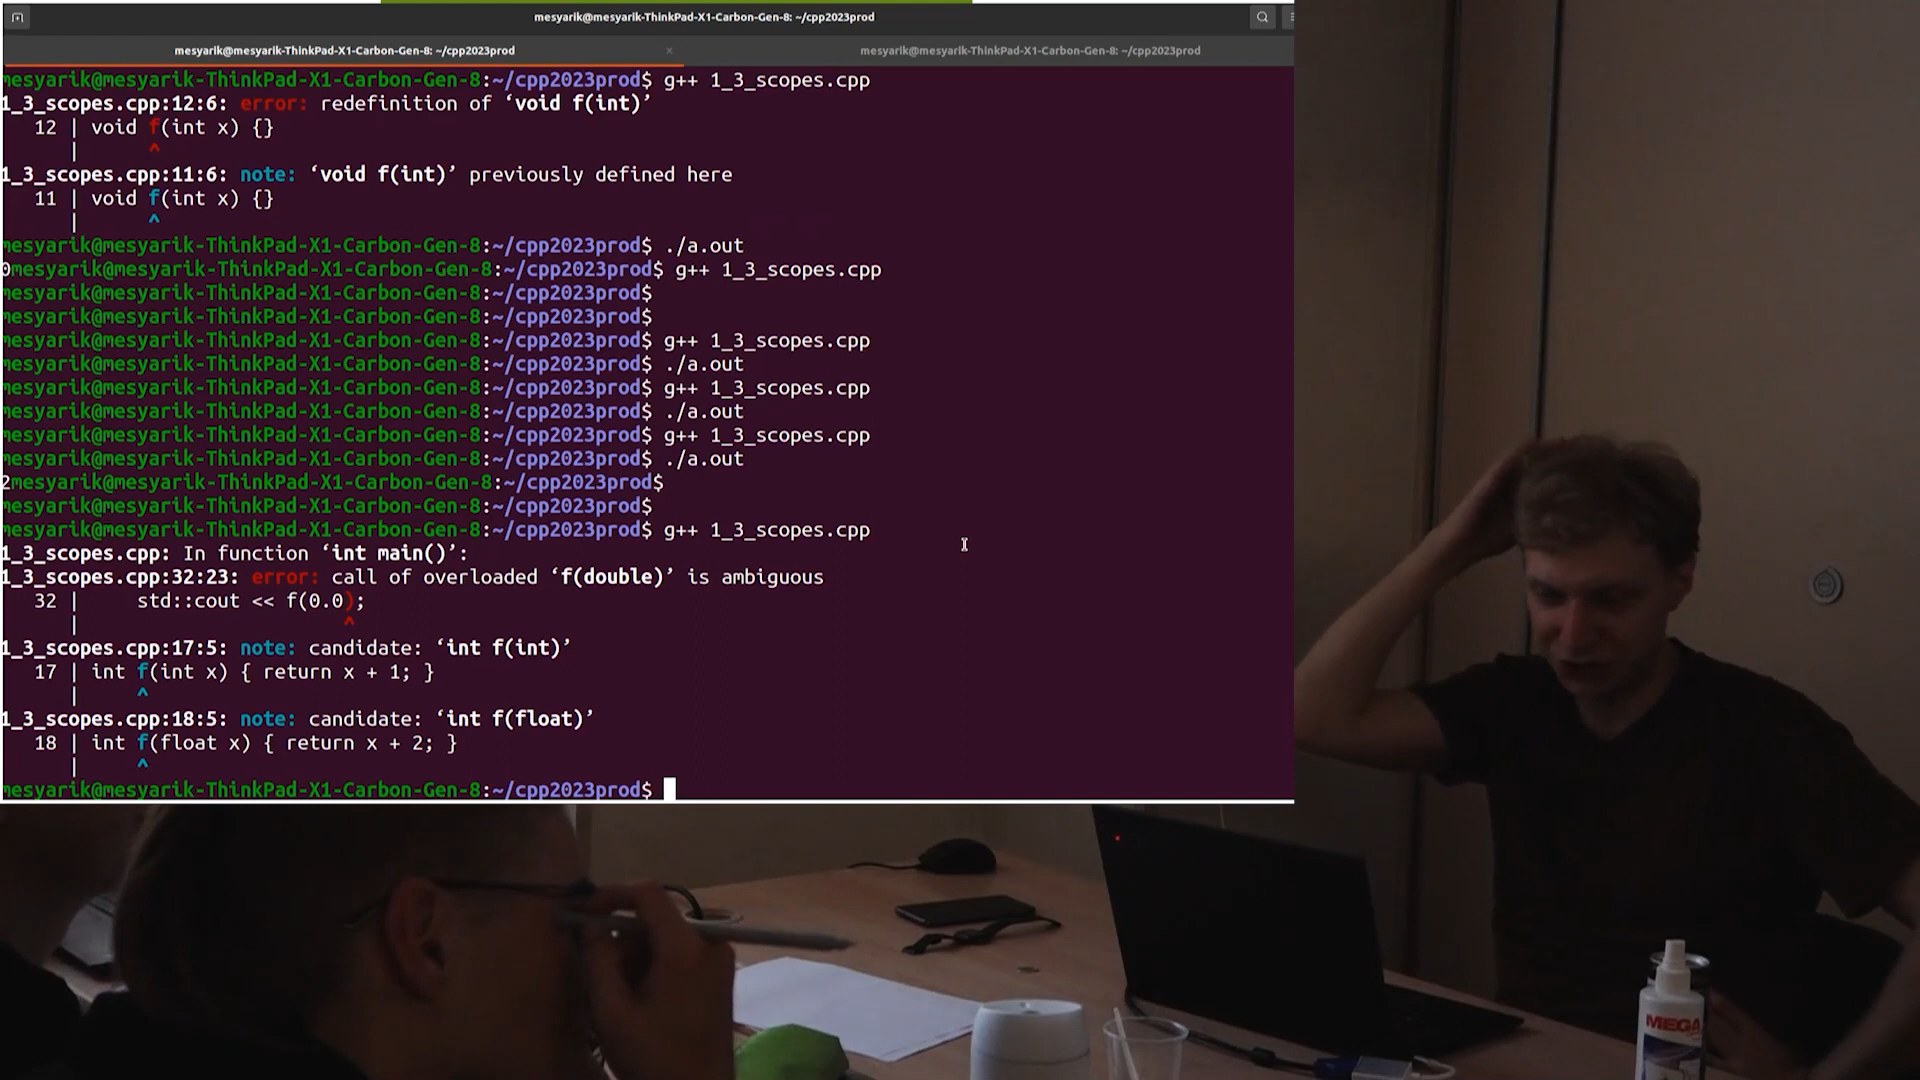 mesyarik@mesyarik-ThinkPad-X1-Carbon-Gen-8: ~/cpp2023prod
mesyarik@mesyarik-ThinkPad-X1-Carbon-Gen-8: ~/cpp2023prod × mesyarik@mesyarik-ThinkPad-X1-Carbon-Gen-8: ~/cpp2023prod
mesyarik@mesyarik-ThinkPad-X1-Carbon-Gen-8:~/cpp2023prod$ g++ 1_3_scopes.cpp
1_3_scopes.cpp:12:6: error: redefinition of ‘void f(int)’
12 | void f(int x) {}
| ^
1_3_scopes.cpp:11:6: note: ‘void f(int)’ previously defined here
11 | void f(int x) {}
| ^
mesyarik@mesyarik-ThinkPad-X1-Carbon-Gen-8:~/cpp2023prod$ ./a.out
0mesyarik@mesyarik-ThinkPad-X1-Carbon-Gen-8:~/cpp2023prod$ g++ 1_3_scopes.cpp
mesyarik@mesyarik-ThinkPad-X1-Carbon-Gen-8:~/cpp2023prod$
mesyarik@mesyarik-ThinkPad-X1-Carbon-Gen-8:~/cpp2023prod$
mesyarik@mesyarik-ThinkPad-X1-Carbon-Gen-8:~/cpp2023prod$ g++ 1_3_scopes.cpp
mesyarik@mesyarik-ThinkPad-X1-Carbon-Gen-8:~/cpp2023prod$ ./a.out
mesyarik@mesyarik-ThinkPad-X1-Carbon-Gen-8:~/cpp2023prod$ g++ 1_3_scopes.cpp
mesyarik@mesyarik-ThinkPad-X1-Carbon-Gen-8:~/cpp2023prod$ ./a.out
mesyarik@mesyarik-ThinkPad-X1-Carbon-Gen-8:~/cpp2023prod$ g++ 1_3_scopes.cpp
mesyarik@mesyarik-ThinkPad-X1-Carbon-Gen-8:~/cpp2023prod$ ./a.out
2mesyarik@mesyarik-ThinkPad-X1-Carbon-Gen-8:~/cpp2023prod$
mesyarik@mesyarik-ThinkPad-X1-Carbon-Gen-8:~/cpp2023prod$
mesyarik@mesyarik-ThinkPad-X1-Carbon-Gen-8:~/cpp2023prod$ g++ 1_3_scopes.cpp
1_3_scopes.cpp: In function ‘int main()’:
1_3_scopes.cpp:32:23: error: call of overloaded ‘f(double)’ is ambiguous
32 | std::cout << f(0.0);
| ^
1_3_scopes.cpp:17:5: note: candidate: ‘int f(int)’
17 | int f(int x) { return x + 1; }
| ^
1_3_scopes.cpp:18:5: note: candidate: ‘int f(float)’
18 | int f(float x) { return x + 2; }
| ^
mesyarik@mesyarik-ThinkPad-X1-Carbon-Gen-8:~/cpp2023prod$
MEGA